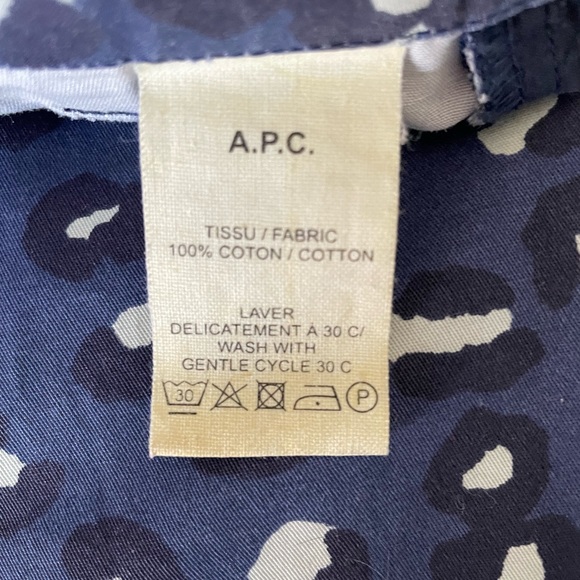 A.P.C.
TISSU / FABRIC
100% COTON / COTTON
LAVER
DELICATEMENT À 30 C/
WASH WITH
GENTLE CYCLE 30 C
30 P